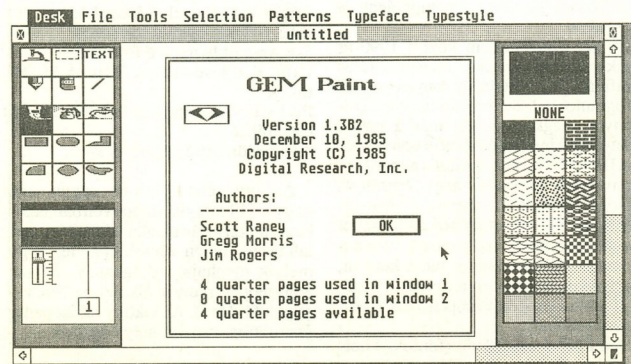 Desk File Tools Selection Patterns Typeface Typestyle
untitled
TEXT
GEM Paint
Version 1.3B2
December 10, 1985
Copyright (C) 1985
Digital Research, Inc.
Authors:
-----------
Scott Raney
Gregg Morris
Jim Rogers
OK
4 quarter pages used in window 1
0 quarter pages used in window 2
4 quarter pages available
NONE
1